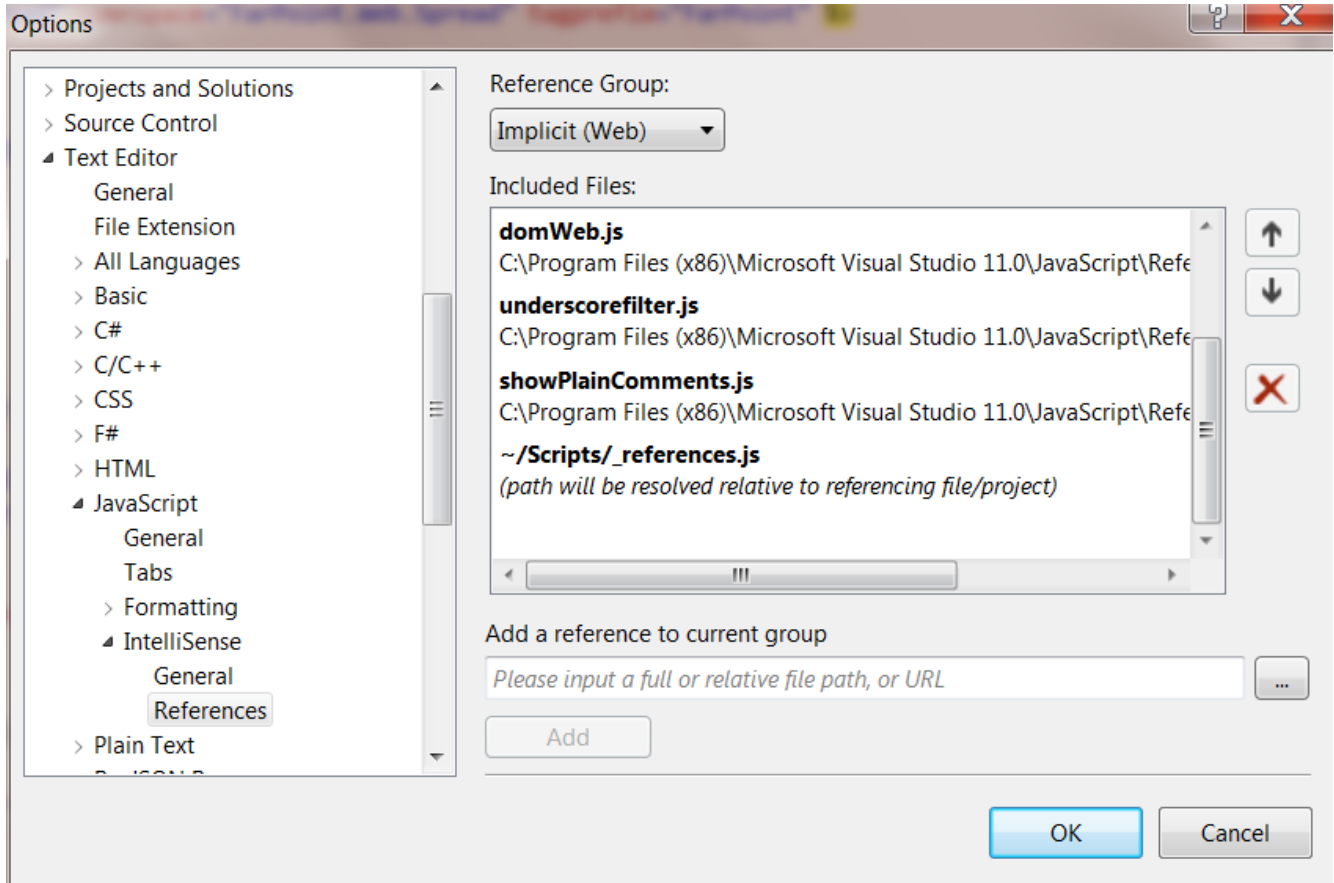 Options
Projects and Solutions
Source Control
Text Editor
General
File Extension
All Languages
Basic
C#
C/C++
CSS
F#
HTML
JavaScript
General
Tabs
Formatting
IntelliSense
General
References
Plain Text
Reference Group:
Implicit (Web)
Included Files:
domWeb.js
C:\Program Files (x86)\Microsoft Visual Studio 11.0\JavaScript\Refe
underscorefilter.js
C:\Program Files (x86)\Microsoft Visual Studio 11.0\JavaScript\Refe
showPlainComments.js
C:\Program Files (x86)\Microsoft Visual Studio 11.0\JavaScript\Refe
~/Scripts/_references.js
(path will be resolved relative to referencing file/project)
Add a reference to current group
Please input a full or relative file path, or URL
...
Add
OK
Cancel